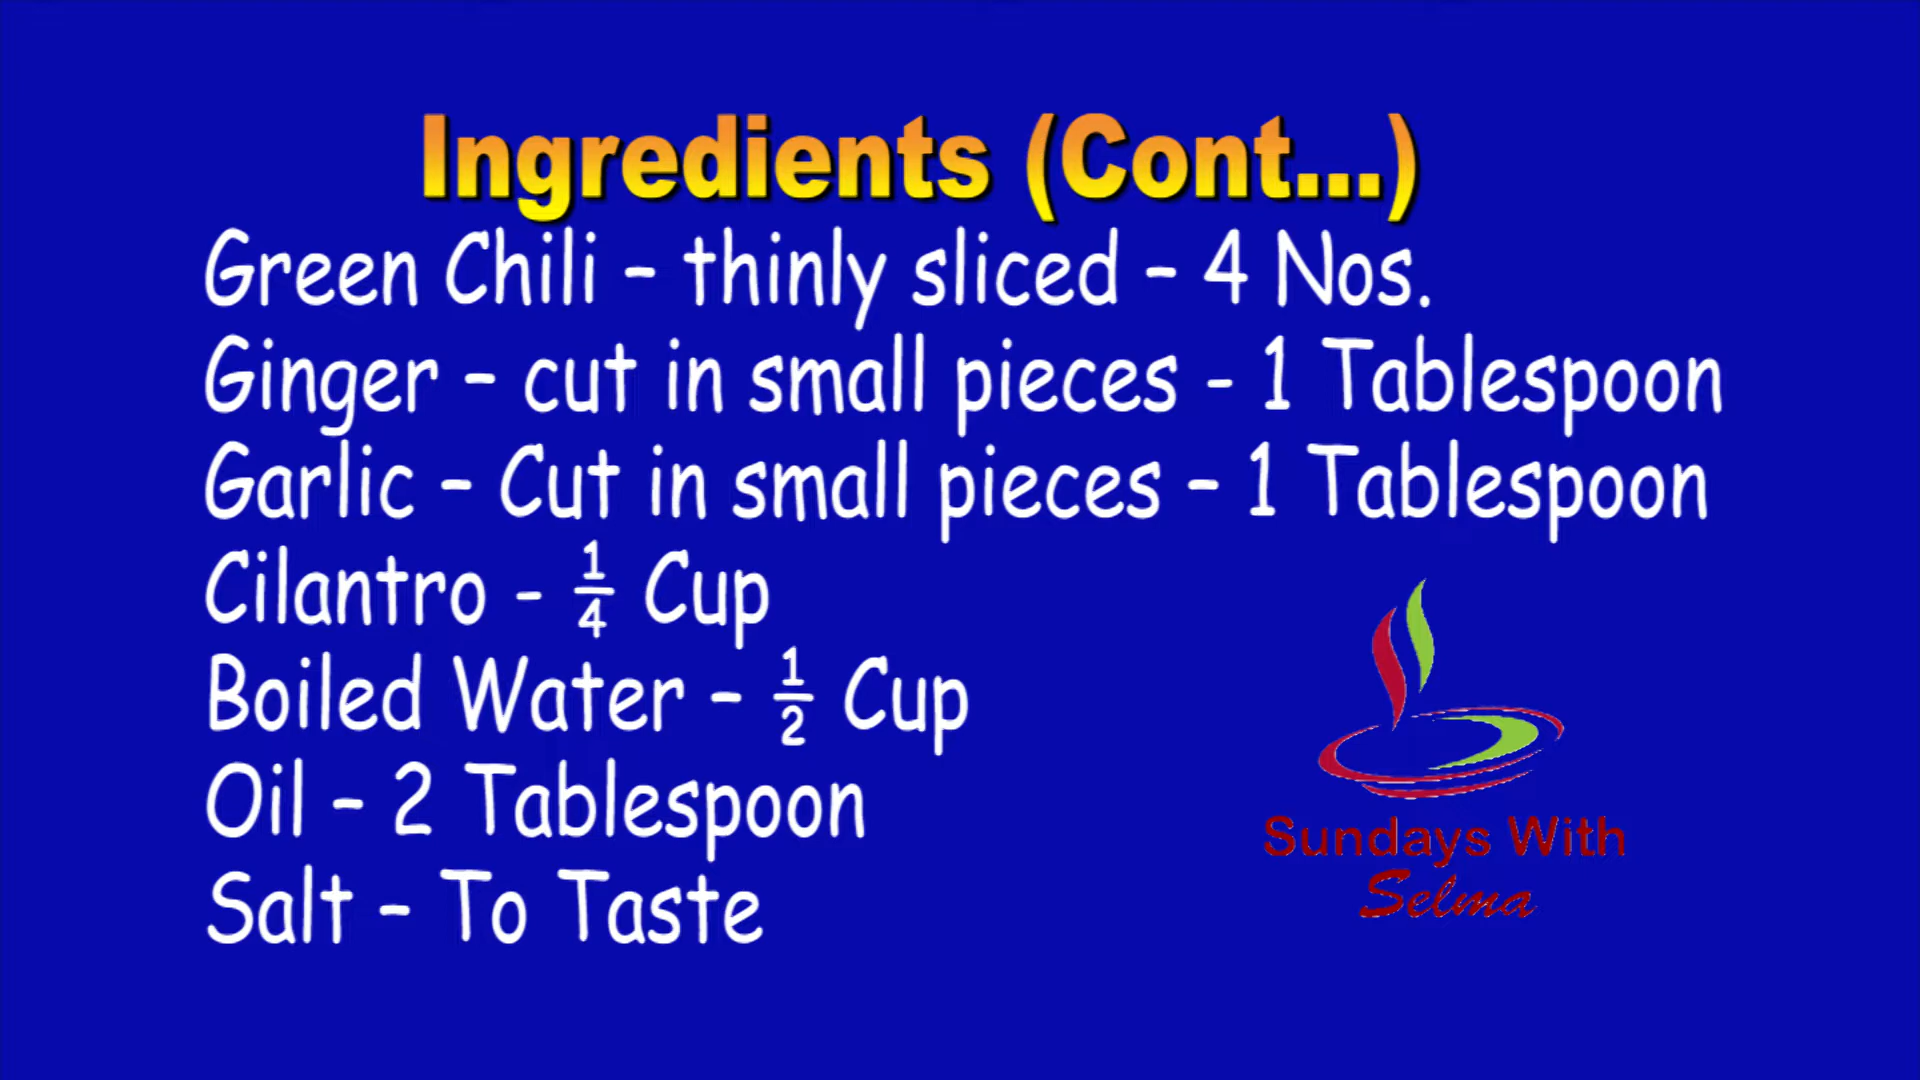 Ingredients (Cont...)
Green Chili – thinly sliced – 4 Nos.
Ginger – cut in small pieces - 1 Tablespoon
Garlic – Cut in small pieces – 1 Tablespoon
Cilantro - ¼ Cup
Boiled Water – ½ Cup
Oil – 2 Tablespoon
Salt – To Taste
Sundays With
Selma